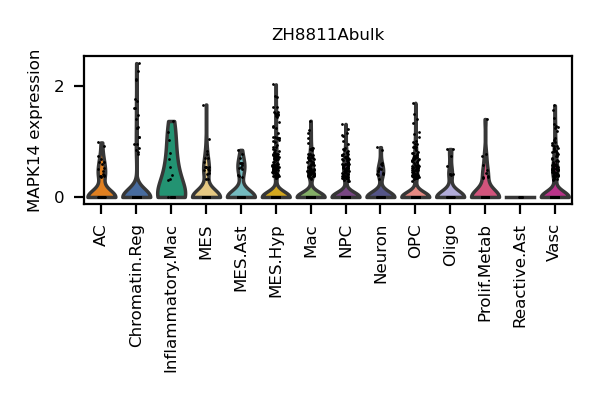 ZH8811Abulk
MAPK14 expression
2
0
AC
Chromatin.Reg
Inflammatory.Mac
MES
MES.Ast
MES.Hyp
Mac
NPC
Neuron
OPC
Oligo
Prolif.Metab
Reactive.Ast
Vasc